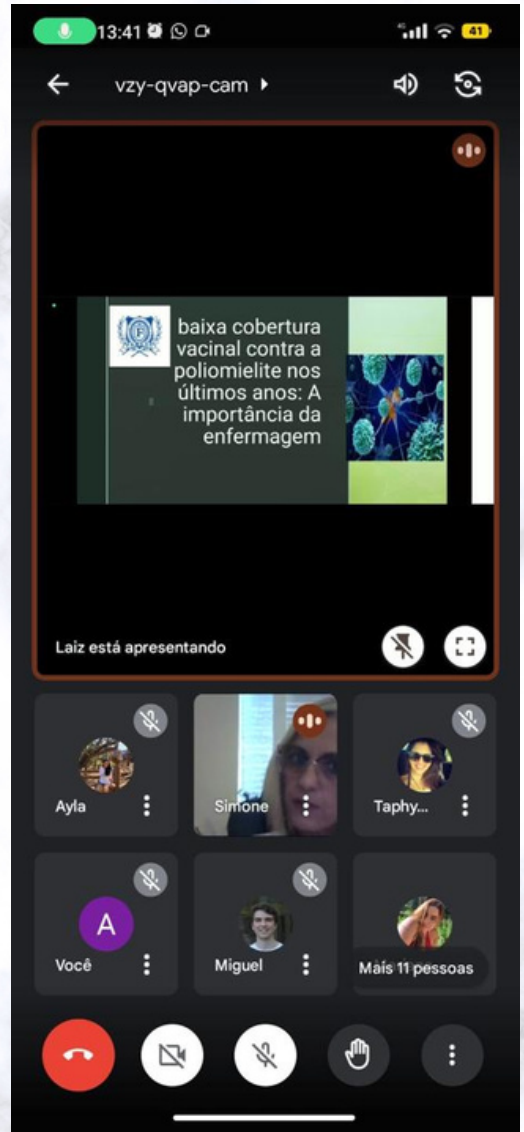 13:41
41
vzy-qvap-cam
baixa cobertura
vacinal contra a
poliomielite nos
últimos anos: A
importância da
enfermagem
Laiz está apresentando
Ayla
Simone
Taphy...
A
Você
Miguel
Mais 11 pessoas